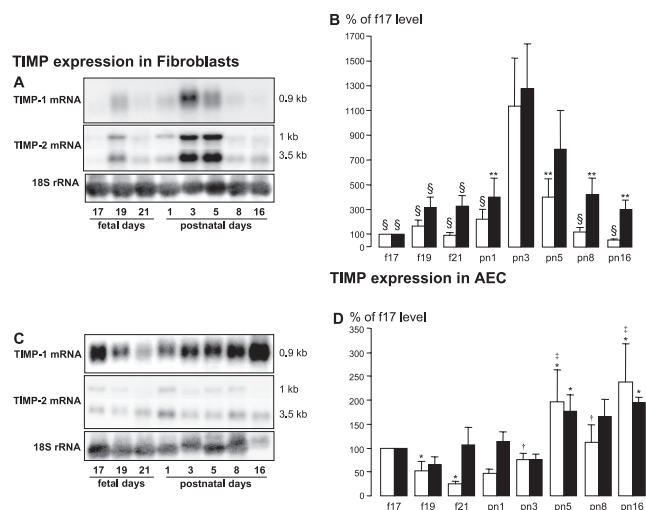 B % of f17 level
TIMP expression in Fibroblasts
A
TIMP-1 mRNA
0.9 kb
TIMP-2 mRNA
1 kb
3.5 kb
18S rRNA
17 19 21 1 3 5 8 16
fetal days postnatal days
1700
1500
1300
1100
900
700
500
300
100
0
§ § § § § § § ** ** ** § ** § **
f17 f19 f21 pn1 pn3 pn5 pn8 pn16
TIMP expression in AEC
C
TIMP-1 mRNA
0.9 kb
TIMP-2 mRNA
1 kb
3.5 kb
18S rRNA
17 19 21 1 3 5 8 16
fetal days postnatal days
D % of f17 level
350
300
250
200
150
100
50
0
* * † ‡ * * † ‡ * *
f17 f19 f21 pn1 pn3 pn5 pn8 pn16